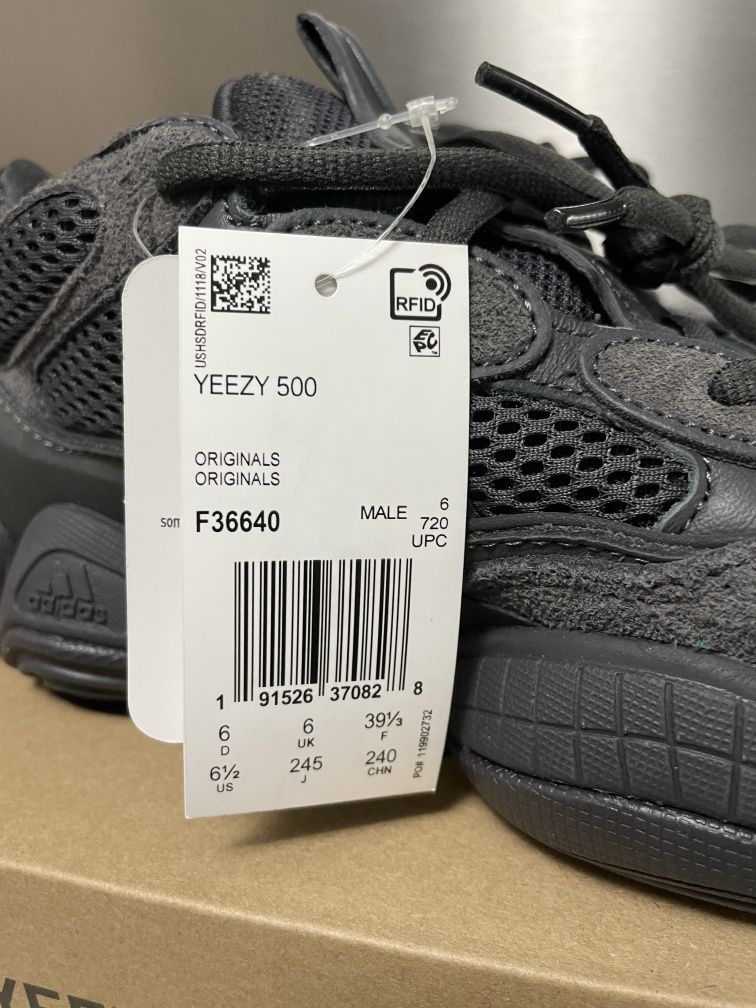 USHSDRFID/1118/V02
RFID
EPC
YEEZY 500
ORIGINALS
ORIGINALS
F36640
MALE
6
720
UPC
1 91526 37082 8
6 6 39⅓
D UK F
6½ 245 240
US J CHN
PO# 119902732
adidas